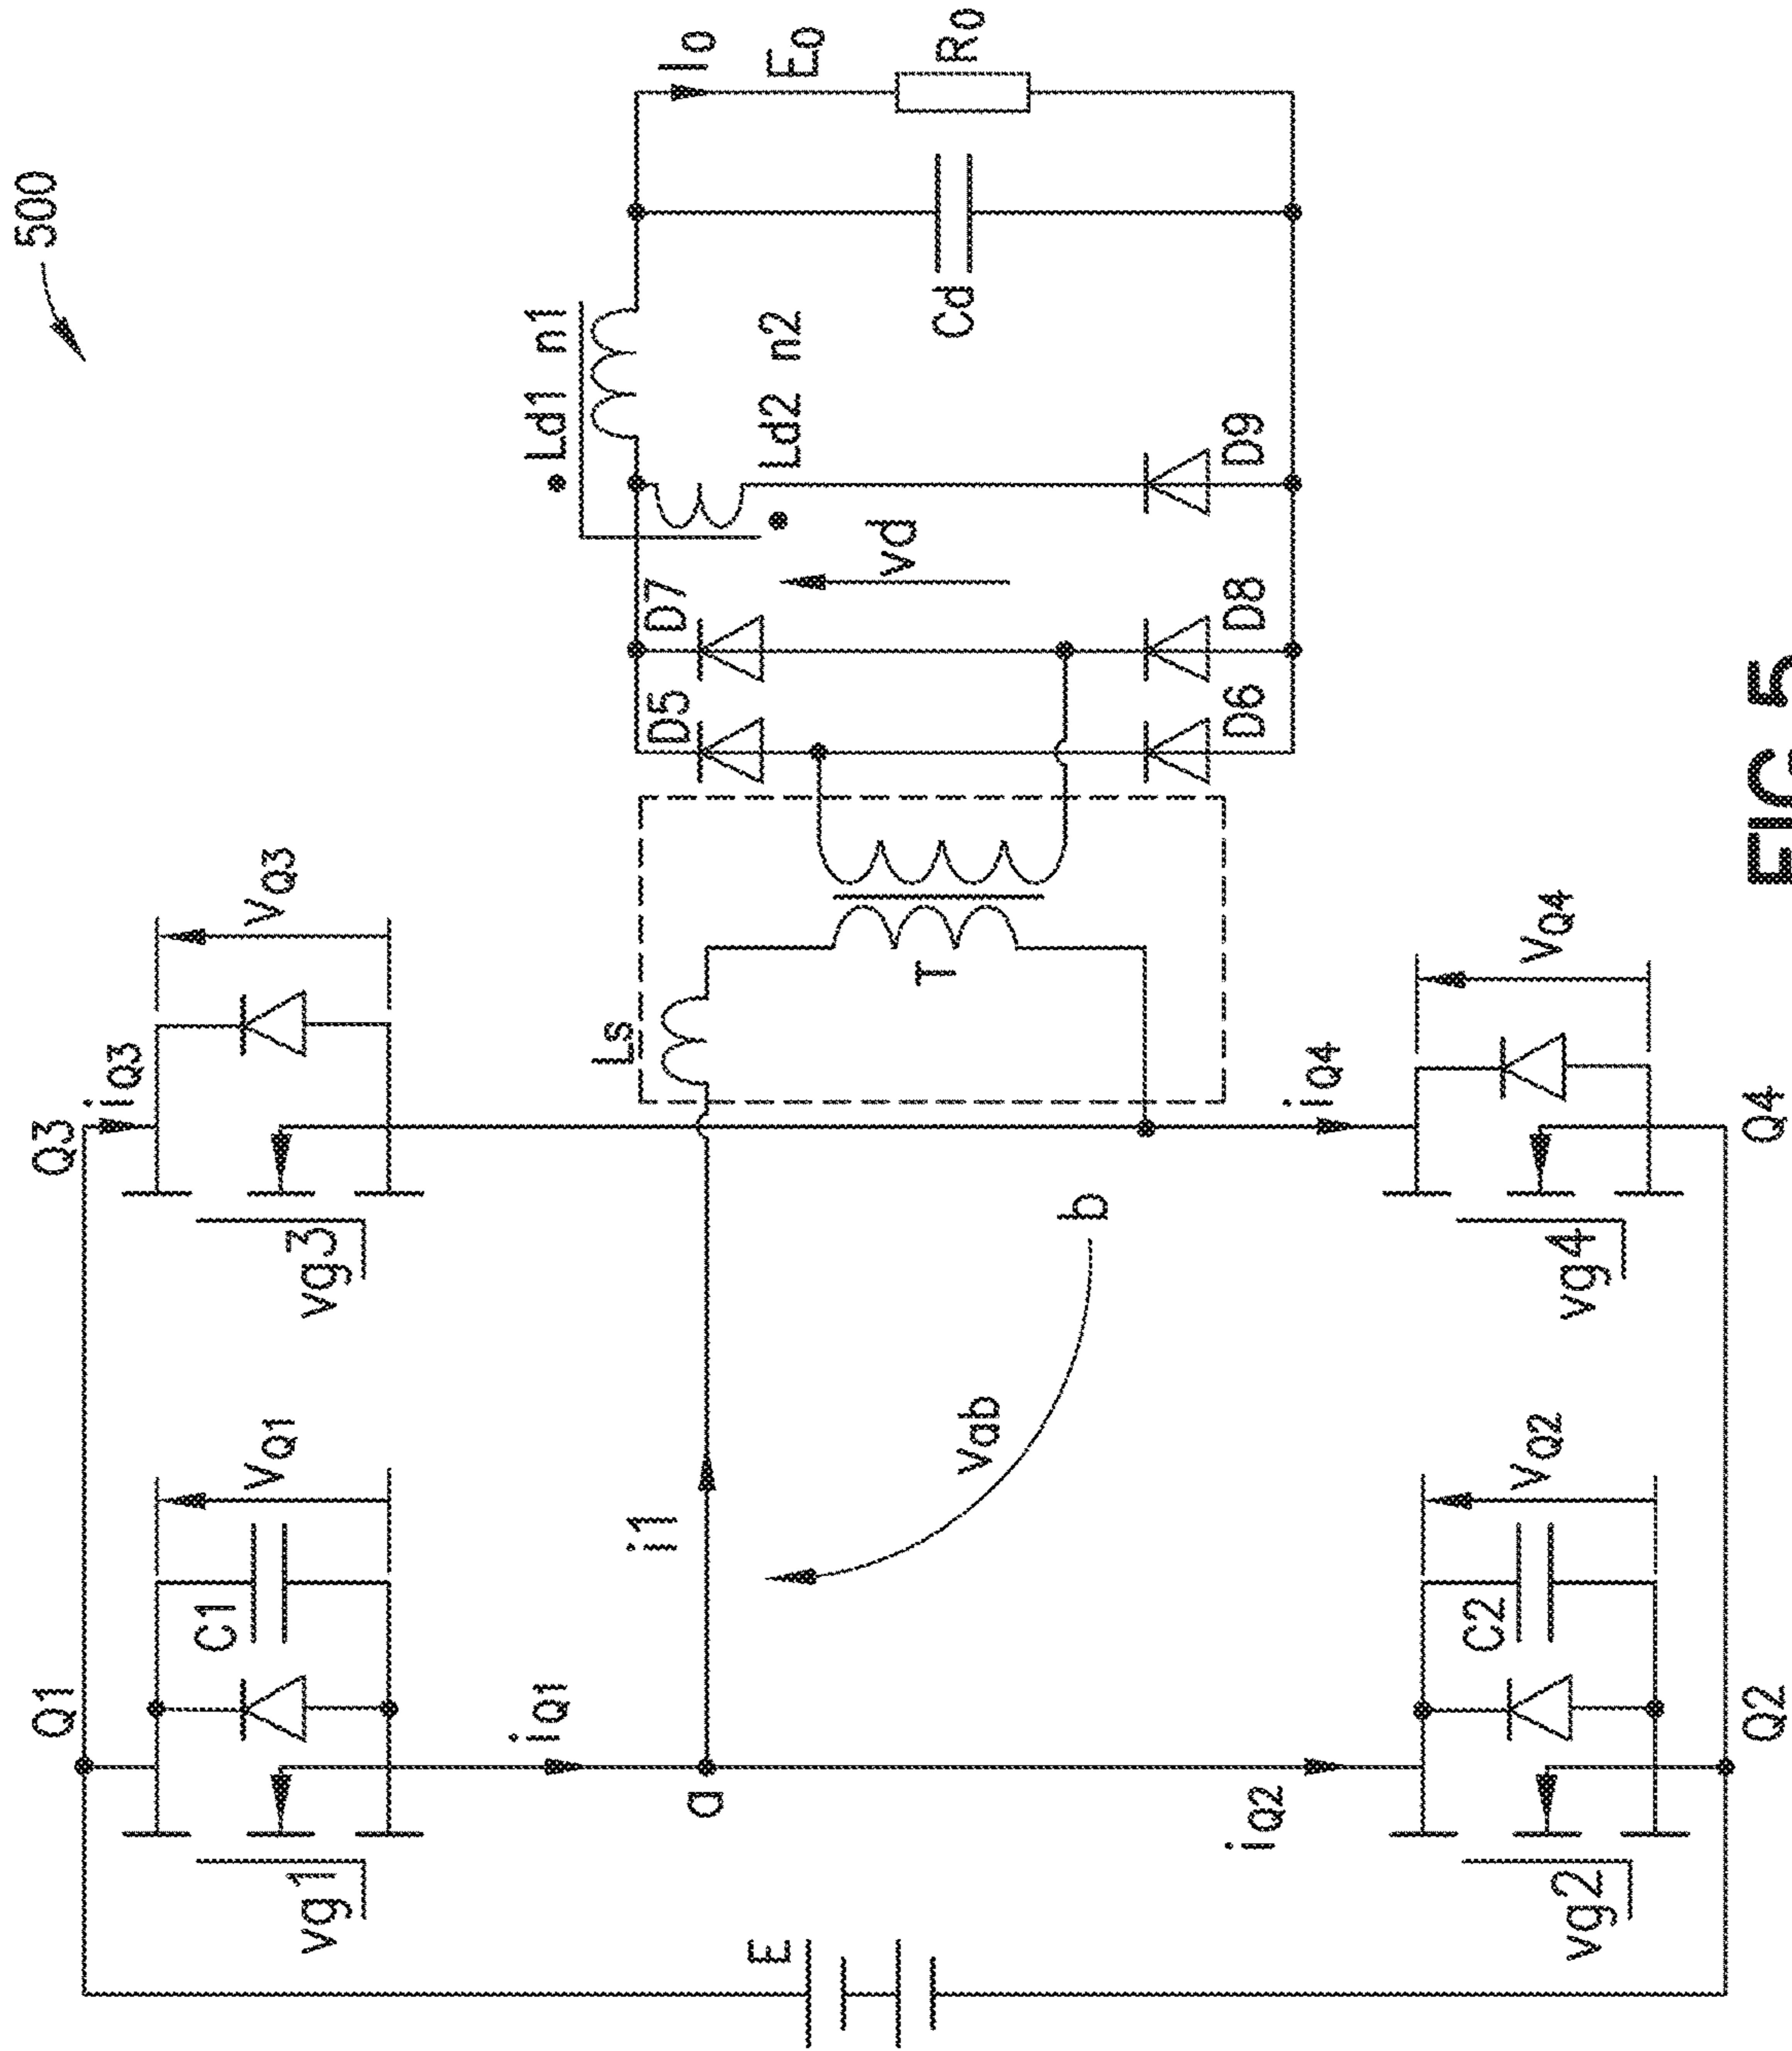 500
Q1
Q3
iQ3
vg1
C1
VQ1
vg3
VQ3
iQ1
a
i1
Ls
T
D5
D7
Ld1 n1
Ld2 n2
Io
Eo
Ro
E
Vab
b
vd
Cd
iQ2
iQ4
D6
D8
D9
vg2
C2
VQ2
vg4
VQ4
Q2
Q4
FIG 5